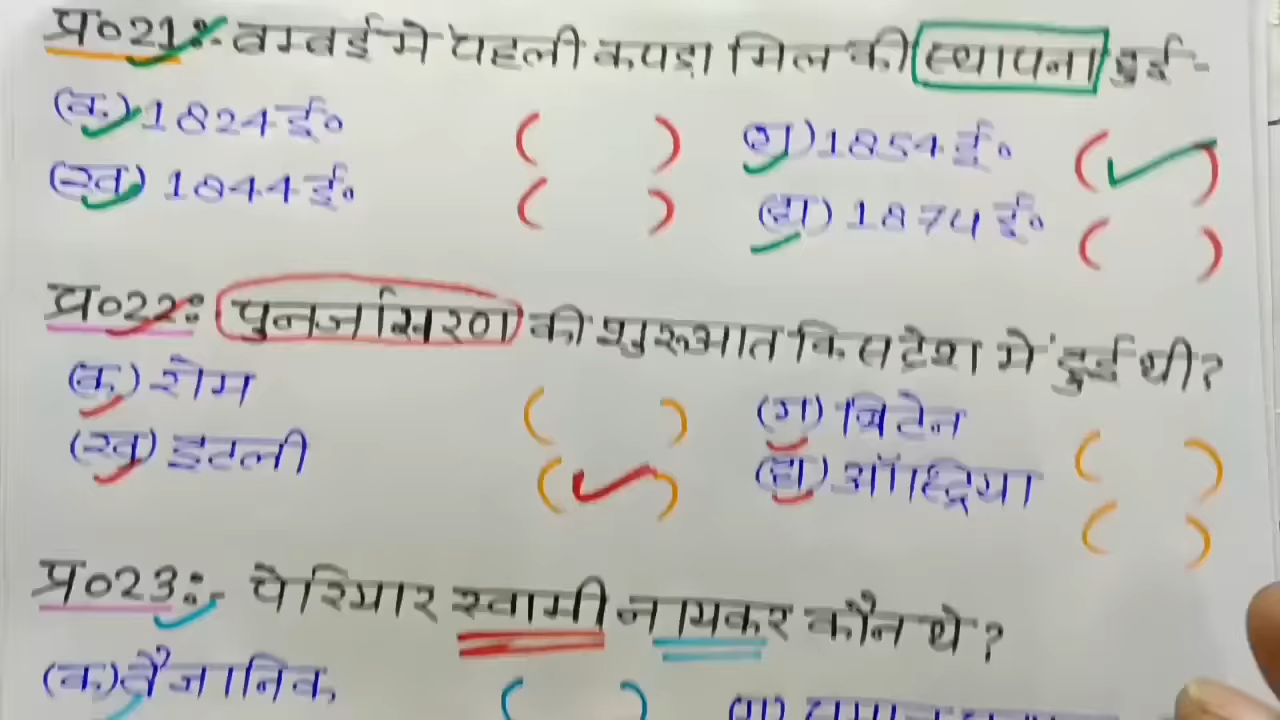 प्र०21:- बम्बई मे पहली कपड़ा मिल की स्थापना हुई-
(क) 1824 ई० ( ) (ग) 1854 ई० (✓)
(ख) 1844 ई० ( ) (घ) 1874 ई० ( )
प्र०22: पुनर्जागरण की शुरुआत किस देश में हुई थी?
(क) रोम ( ) (ग) ब्रिटेन ( )
(ख) इटली (✓) (घ) ऑस्ट्रिया ( )
प्र०23:- पेरियार स्वामी नायकर कौन थे?
(क) वैज्ञानिक ( ) (ग)